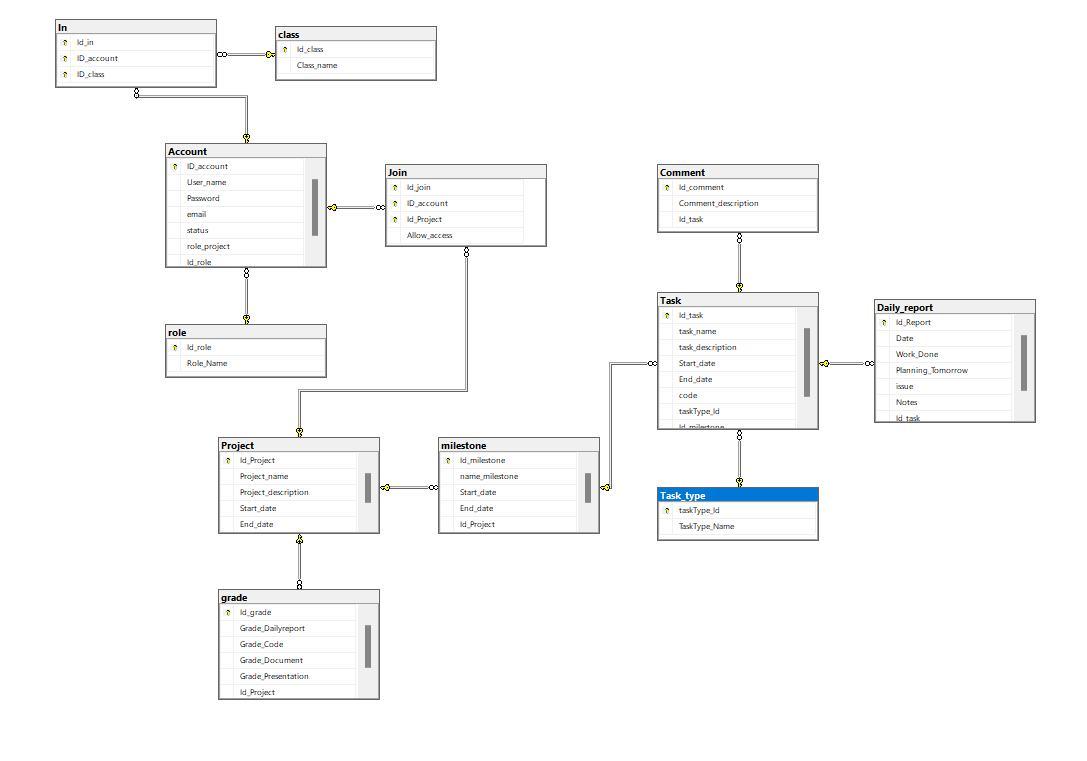 In
Id_in
ID_account
ID_class
class
Id_class
Class_name
Account
ID_account
User_name
Password
email
status
role_project
Id_role
Join
Id_join
ID_account
Id_Project
Allow_access
Comment
Id_comment
Comment_description
Id_task
role
Id_role
Role_Name
Task
Id_task
task_name
task_description
Start_date
End_date
code
taskType_Id
Id_milestone
Daily_report
Id_Report
Date
Work_Done
Planning_Tomorrow
issue
Notes
Id_task
Project
Id_Project
Project_name
Project_description
Start_date
End_date
milestone
Id_milestone
name_milestone
Start_date
End_date
Id_Project
Task_type
taskType_Id
TaskType_Name
grade
Id_grade
Grade_Dailyreport
Grade_Code
Grade_Document
Grade_Presentation
Id_Project